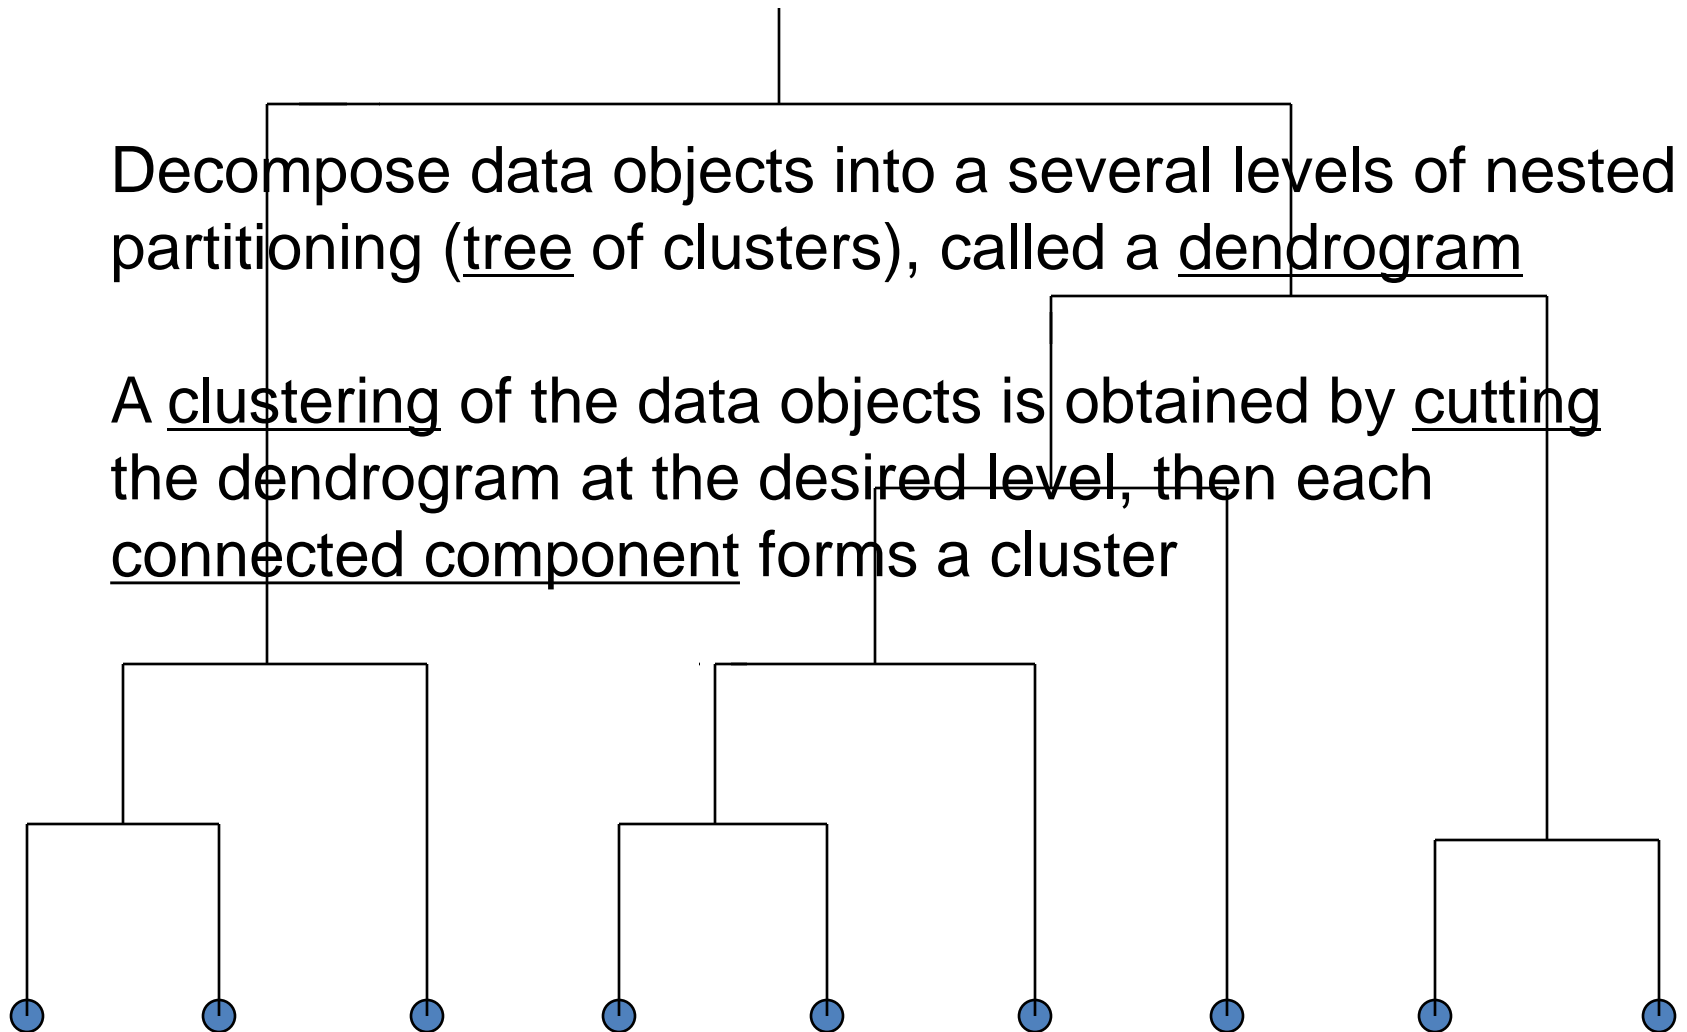 Decompose data objects into a several levels of nested
partitioning (tree of clusters), called a dendrogram
A clustering of the data objects is obtained by cutting
the dendrogram at the desired level, then each
connected component forms a cluster